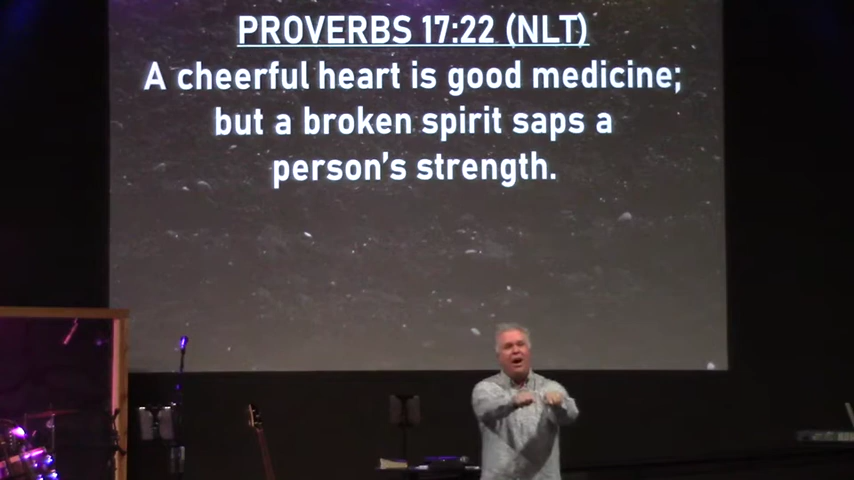 PROVERBS 17:22 (NLT)
A cheerful heart is good medicine;
but a broken spirit saps a
person's strength.